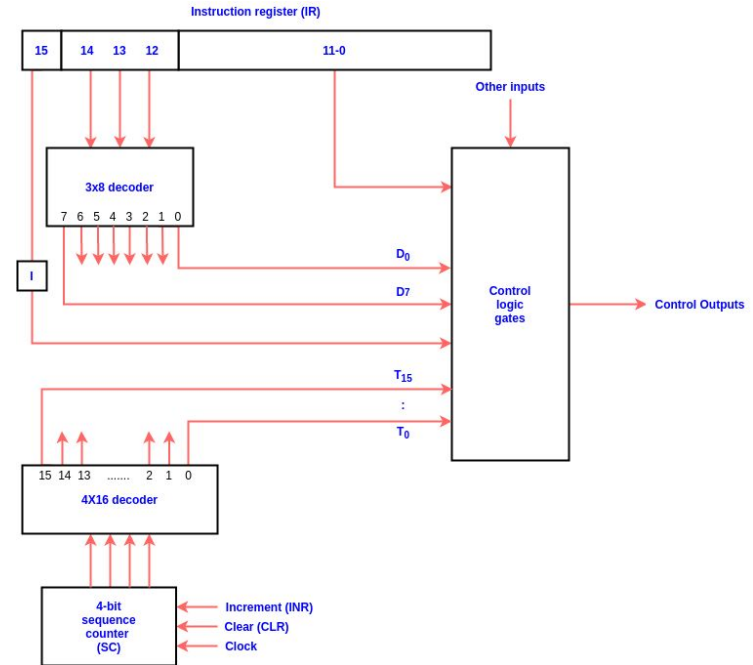 Instruction register (IR)
15 14 13 12 11-0
Other inputs
3x8 decoder
7 6 5 4 3 2 1 0
D0
I
D7
Control
logic
gates
Control Outputs
T15
:
T0
15 14 13 ....... 2 1 0
4X16 decoder
4-bit
sequence
counter
(SC)
Increment (INR)
Clear (CLR)
Clock